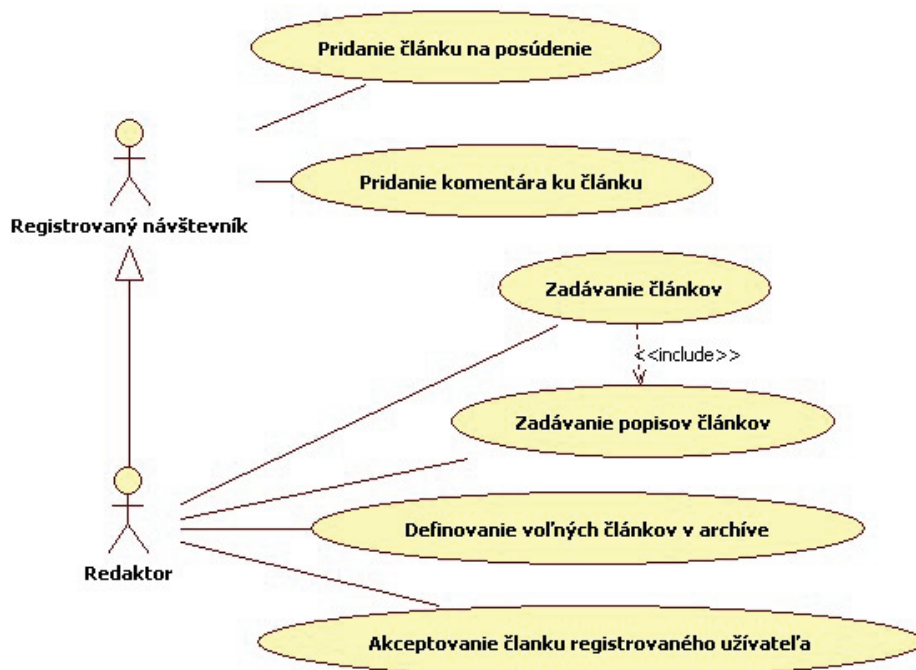 Pridanie článku na posúdenie
Pridanie komentára ku článku
Registrovaný návštevník
Zadávanie článkov
<<include>>
Zadávanie popisov článkov
Definovanie voľných článkov v archíve
Redaktor
Akceptovanie članku registrovaného užívateľa